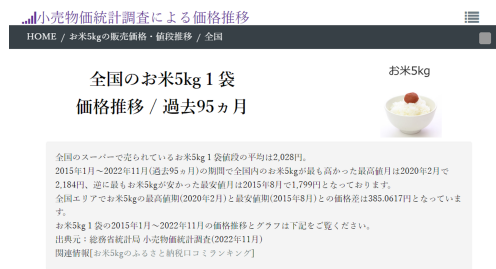 小売物価統計調査による価格推移
HOME / お米5kgの販売価格・値段推移 / 全国
全国のお米5kg 1 袋
価格推移 / 過去95ヵ月
お米5kg
全国のスーパーで売られているお米5kg 1 袋値段の平均は2,028円。
2015年1月～2022年11月(過去95ヵ月)の期間で全国内のお米5kgが最も高かった最高値月は2020年2月で
2,184円、逆に最もお米5kgが安かった最安値月は2015年8月で1,799円となっております。
全国エリアでお米5kgの最高値期(2020年2月)と最安値期(2015年8月)との価格差は385.0617円となっていま
す。
お米5kg 1 袋の2015年1月～2022年11月の価格推移とグラフは下記をご覧ください。
出典元：総務省統計局 小売物価統計調査(2022年11月)
関連情報[お米5kgのふるさと納税口コミランキング]